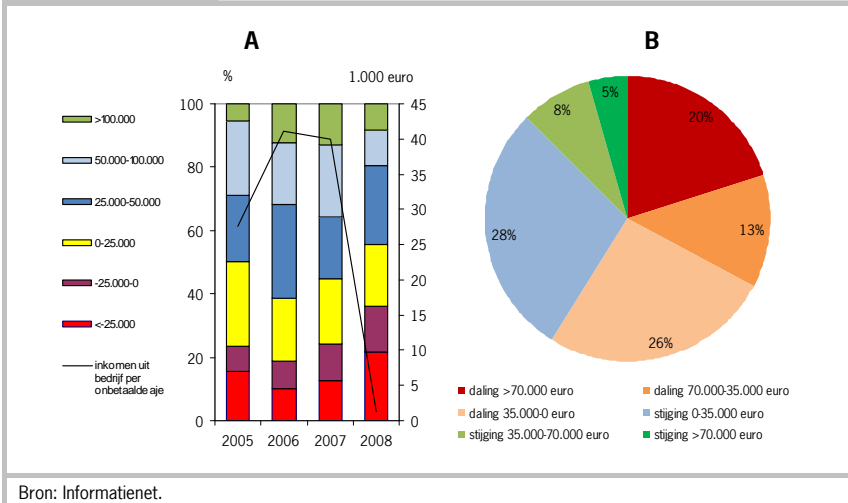 A
B
% 1.000 euro
>100.000
50.000-100.000
25.000-50.000
0-25.000
-25.000-0
<-25.000
inkomen uit
bedrijf per
onbetaalde aje
100
80
60
40
20
0
45
40
35
30
25
20
15
10
5
0
2005 2006 2007 2008
5%
20%
8%
28%
13%
26%
daling >70.000 euro daling 70.000-35.000 euro
daling 35.000-0 euro stijging 0-35.000 euro
stijging 35.000-70.000 euro stijging >70.000 euro
Bron: Informatienet.